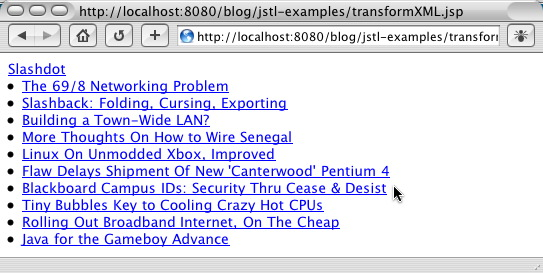 http://localhost:8080/blog/jstl-examples/transformXML.jsp
http://localhost:8080/blog/jstl-examples/transfor
Slashdot
The 69/8 Networking Problem
Slashback: Folding, Cursing, Exporting
Building a Town-Wide LAN?
More Thoughts On How to Wire Senegal
Linux On Unmodded Xbox, Improved
Flaw Delays Shipment Of New 'Canterwood' Pentium 4
Blackboard Campus IDs: Security Thru Cease & Desist
Tiny Bubbles Key to Cooling Crazy Hot CPUs
Rolling Out Broadband Internet, On The Cheap
Java for the Gameboy Advance